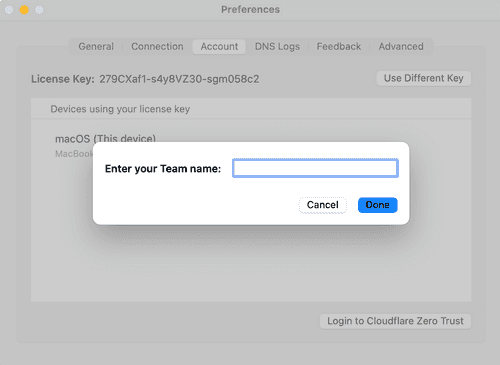 Preferences
General Connection Account DNS Logs Feedback Advanced
License Key: 279CXaf1-s4y8VZ30-sgm058c2 Use Different Key
Devices using your license key
macOS (This device)
MacBook
Enter your Team name:
Cancel Done
Login to Cloudflare Zero Trust